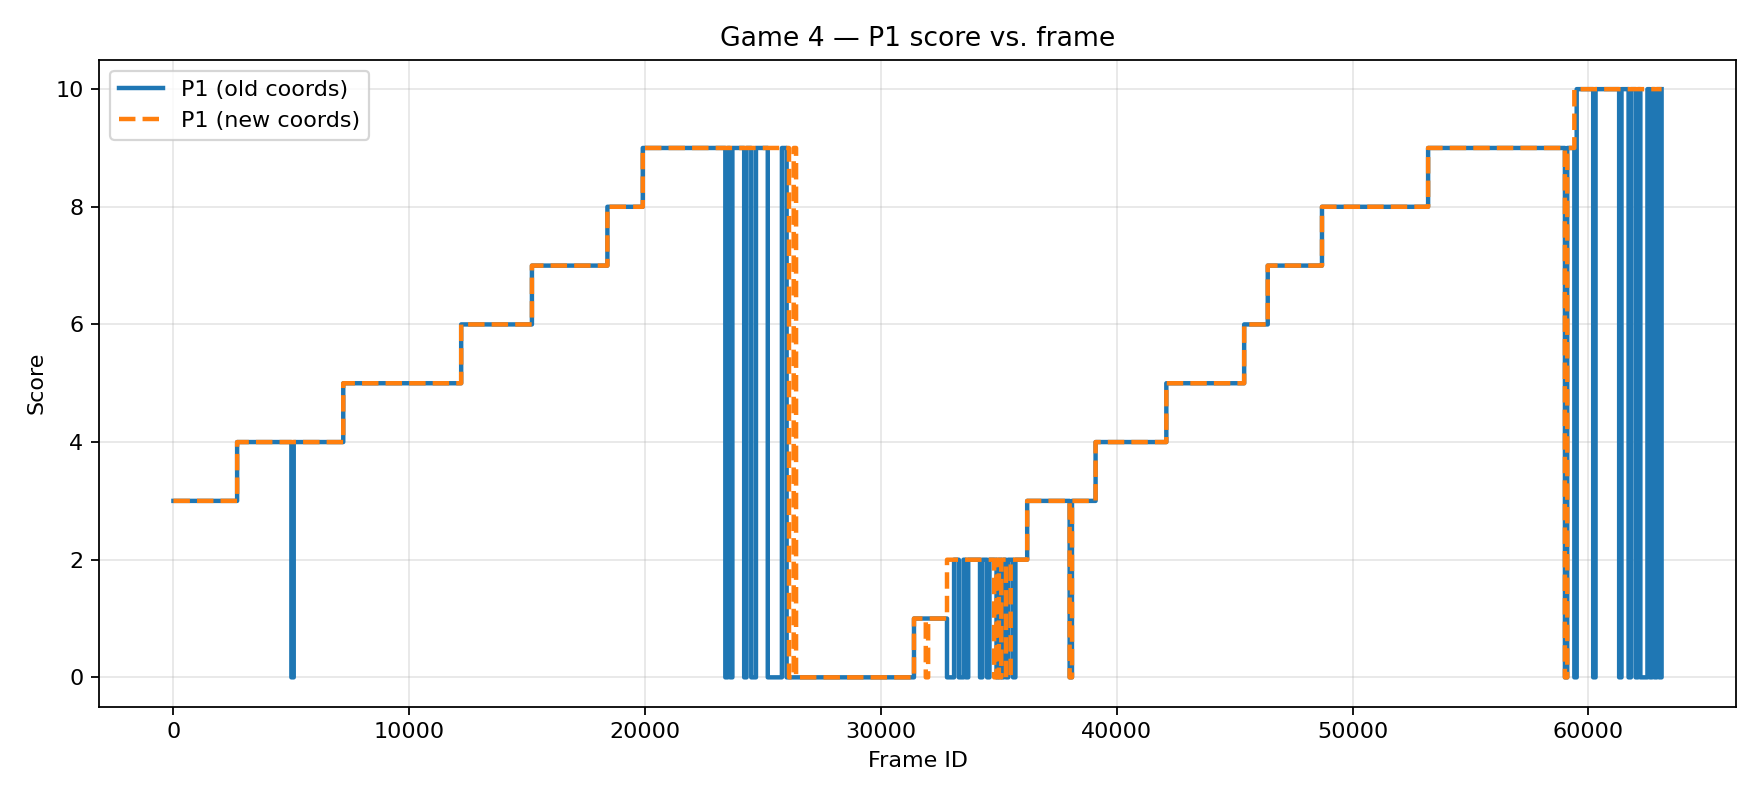 Game 4 — P1 score vs. frame
P1 (old coords)
P1 (new coords)
10
8
6
4
2
0
Score
0 10000 20000 30000 40000 50000 60000
Frame ID